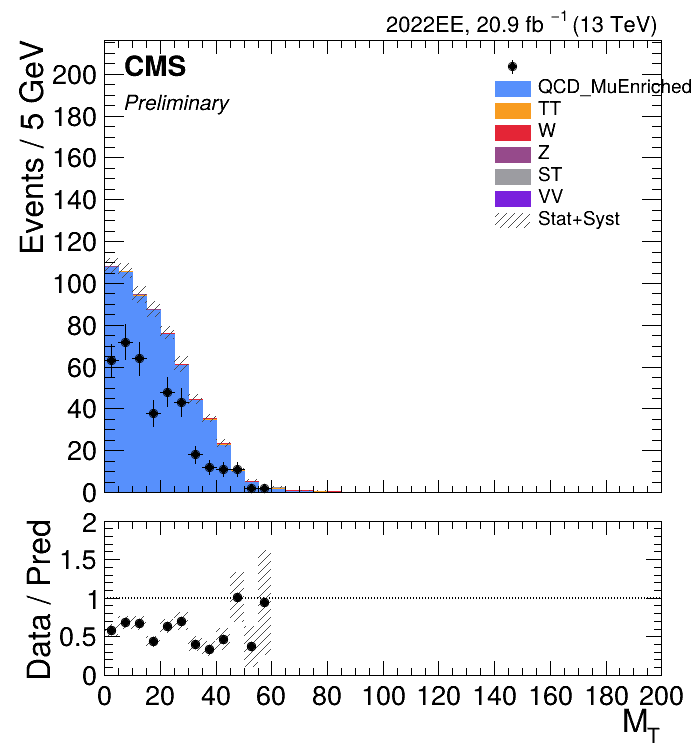 2022EE, 20.9 fb⁻¹ (13 TeV)
CMS
Preliminary
QCD_MuEnriched
TT
W
Z
ST
VV
Stat+Syst
Events / 5 GeV
200
180
160
140
120
100
80
60
40
20
0
Data / Pred
2
1.5
1
0.5
0
0 20 40 60 80 100 120 140 160 180 200
M_T